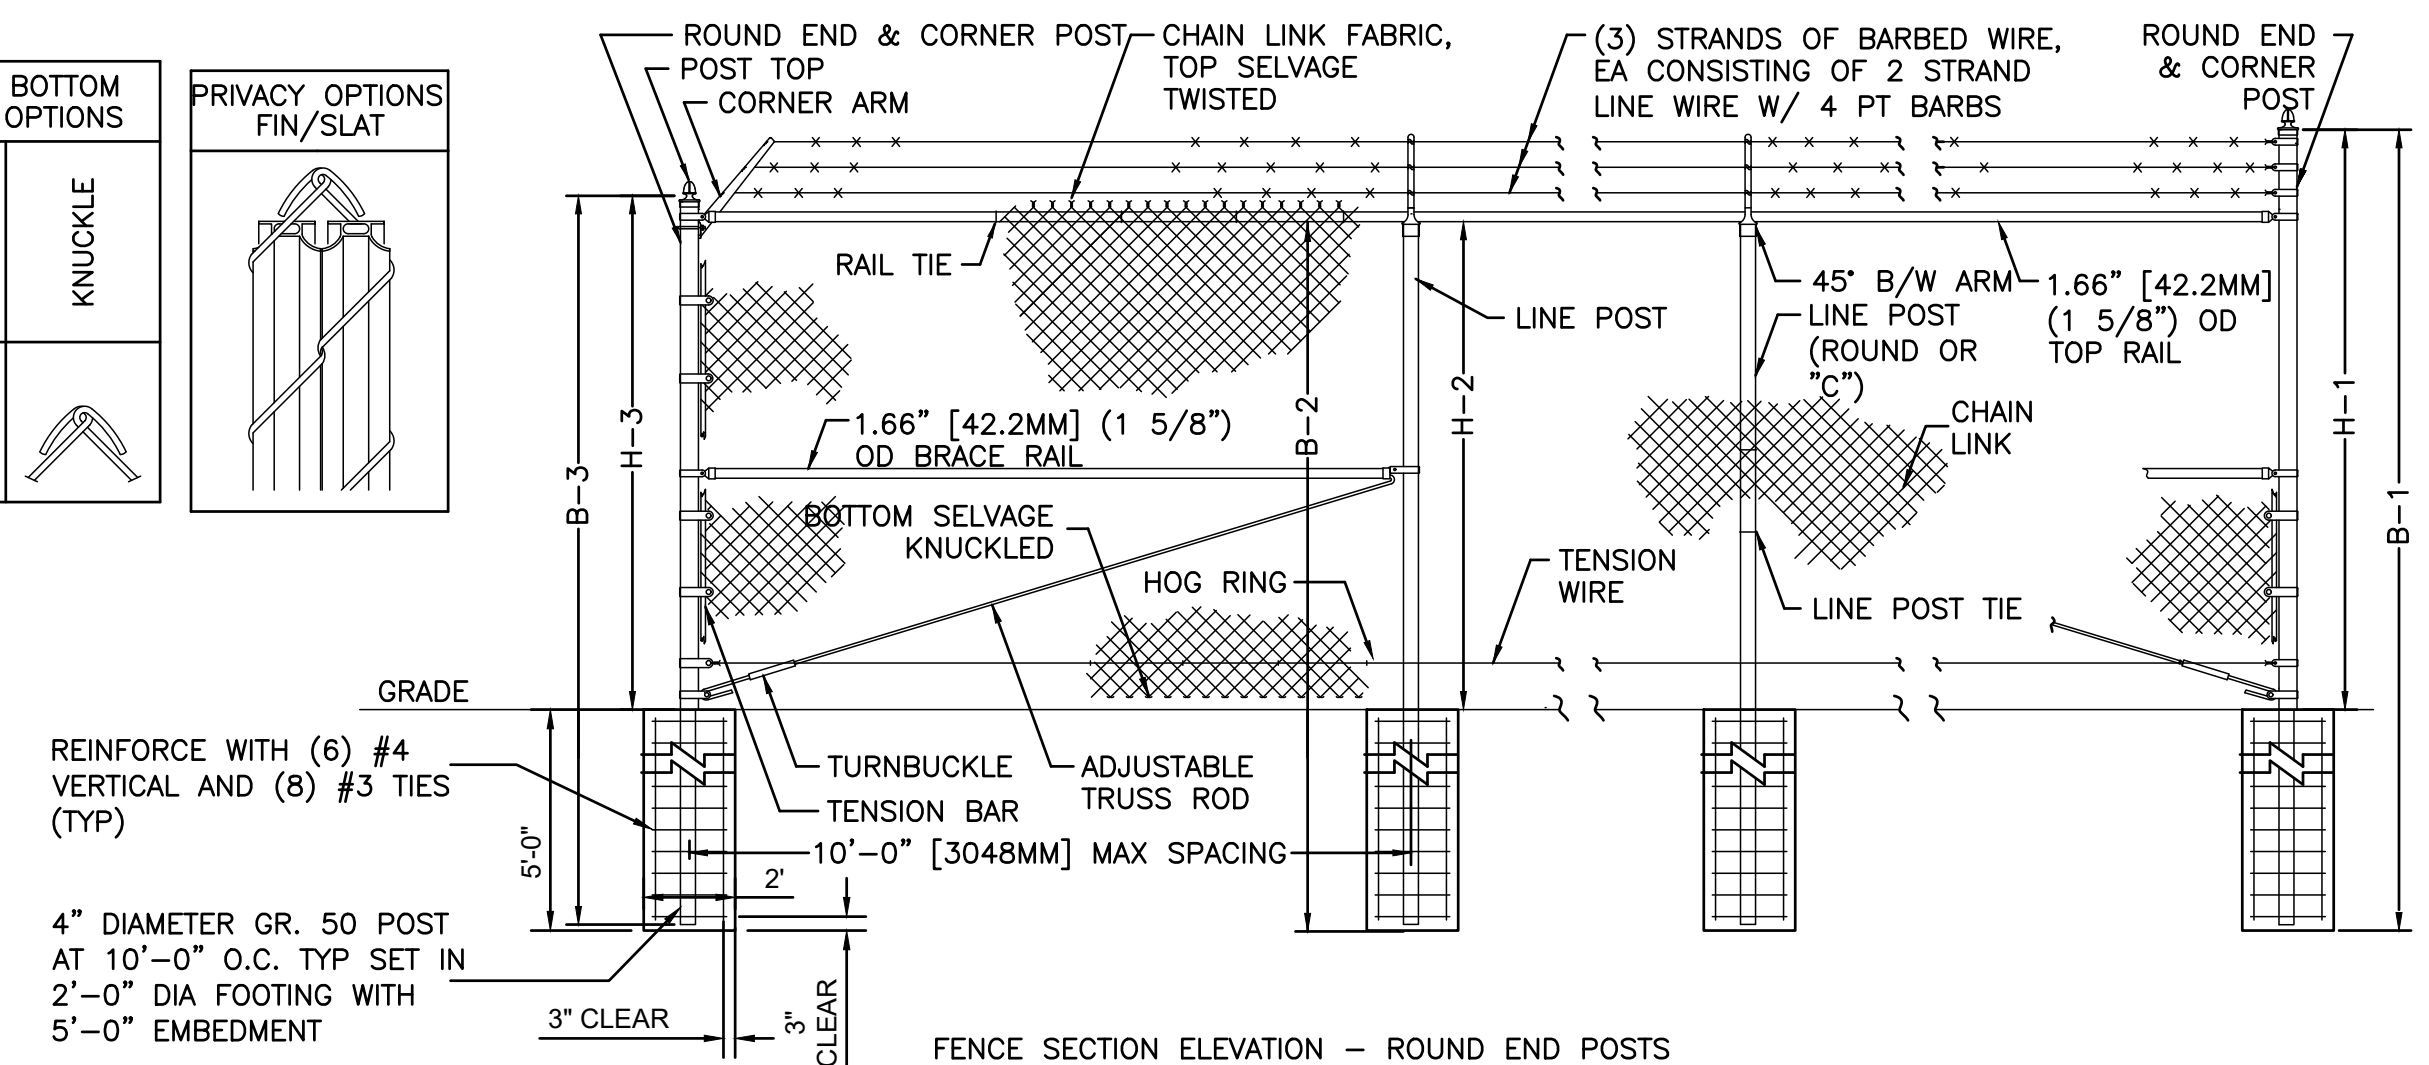 BOTTOM
OPTIONS
KNUCKLE
PRIVACY OPTIONS
FIN/SLAT
ROUND END & CORNER POST
POST TOP
CORNER ARM
CHAIN LINK FABRIC,
TOP SELVAGE
TWISTED
(3) STRANDS OF BARBED WIRE,
EA CONSISTING OF 2 STRAND
LINE WIRE W/ 4 PT BARBS
ROUND END
& CORNER
POST
RAIL TIE
LINE POST
45° B/W ARM
LINE POST
(ROUND OR
"C")
1.66" [42.2MM]
(1 5/8") OD
TOP RAIL
B-3
H-3
B-2
H-2
H-1
B-1
1.66" [42.2MM] (1 5/8")
OD BRACE RAIL
CHAIN
LINK
BOTTOM SELVAGE
KNUCKLED
HOG RING
TENSION
WIRE
LINE POST TIE
GRADE
REINFORCE WITH (6) #4
VERTICAL AND (8) #3 TIES
(TYP)
5'-0"
TURNBUCKLE
TENSION BAR
ADJUSTABLE
TRUSS ROD
10'-0" [3048MM] MAX SPACING
2'
4" DIAMETER GR. 50 POST
AT 10'-0" O.C. TYP SET IN
2'-0" DIA FOOTING WITH
5'-0" EMBEDMENT
3" CLEAR
3"
CLEAR
FENCE SECTION ELEVATION - ROUND END POSTS